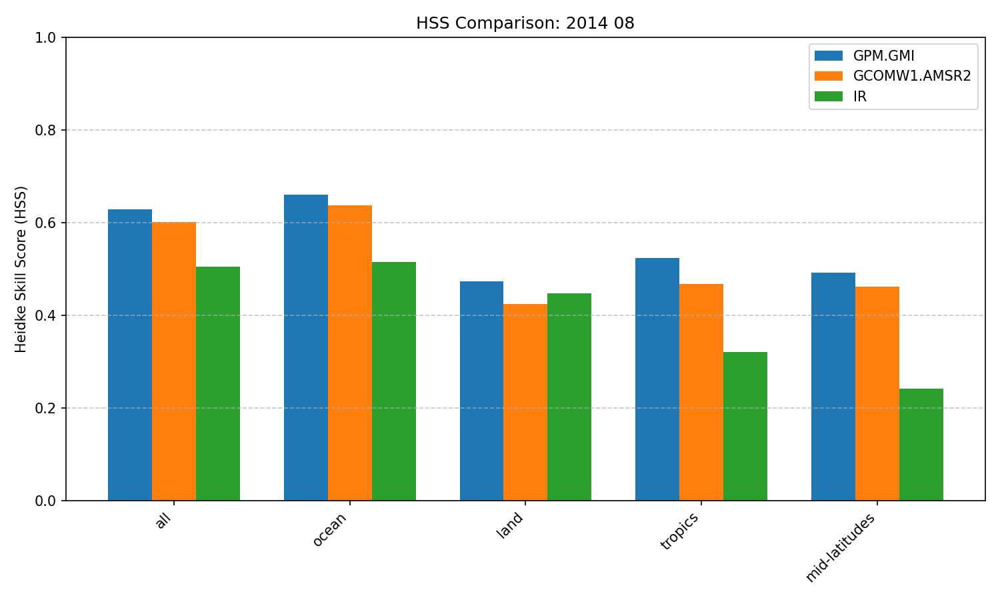 HSS Comparison: 2014 08
GPM.GMI
GCOMW1.AMSR2
IR
Heidke Skill Score (HSS)
1.0
0.8
0.6
0.4
0.2
0.0
all
ocean
land
tropics
mid-latitudes